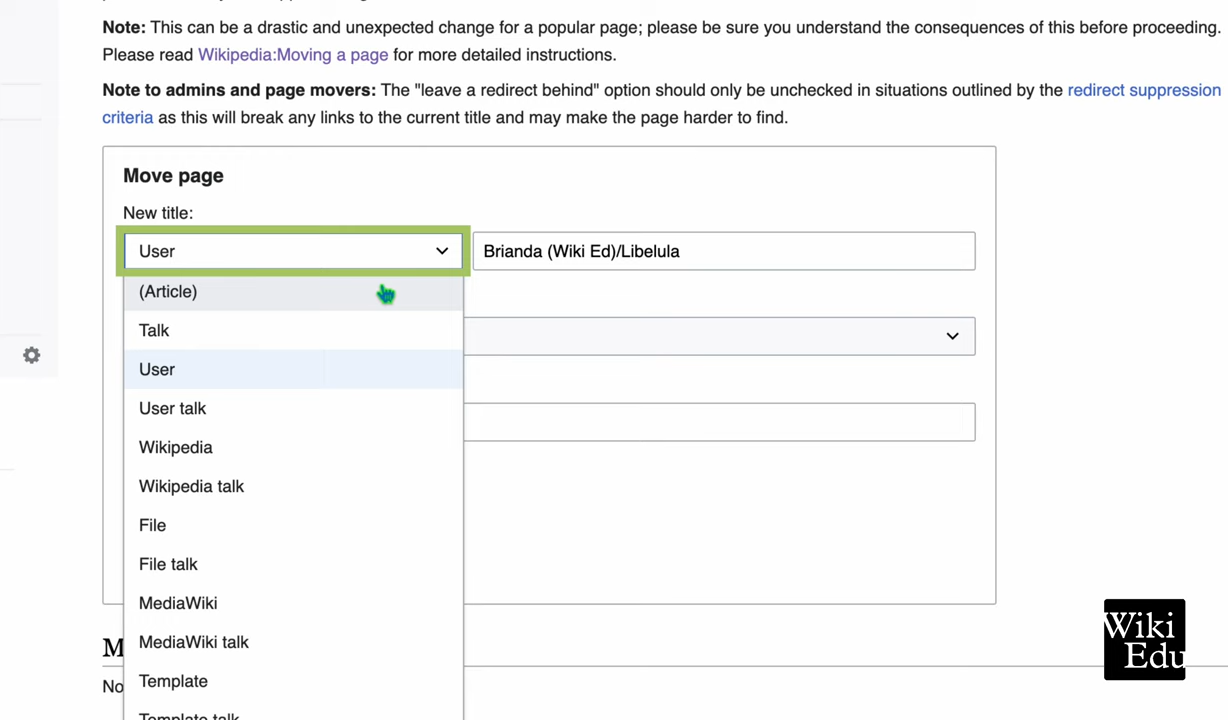 Note: This can be a drastic and unexpected change for a popular page; please be sure you understand the consequences of this before proceeding.
Please read Wikipedia:Moving a page for more detailed instructions.
Note to admins and page movers: The "leave a redirect behind" option should only be unchecked in situations outlined by the redirect suppression
criteria as this will break any links to the current title and may make the page harder to find.
Move page
New title:
User
Brianda (Wiki Ed)/Libelula
(Article)
Talk
User
User talk
Wikipedia
Wikipedia talk
File
File talk
MediaWiki
MediaWiki talk
Template
Template talk
Wiki
Edu